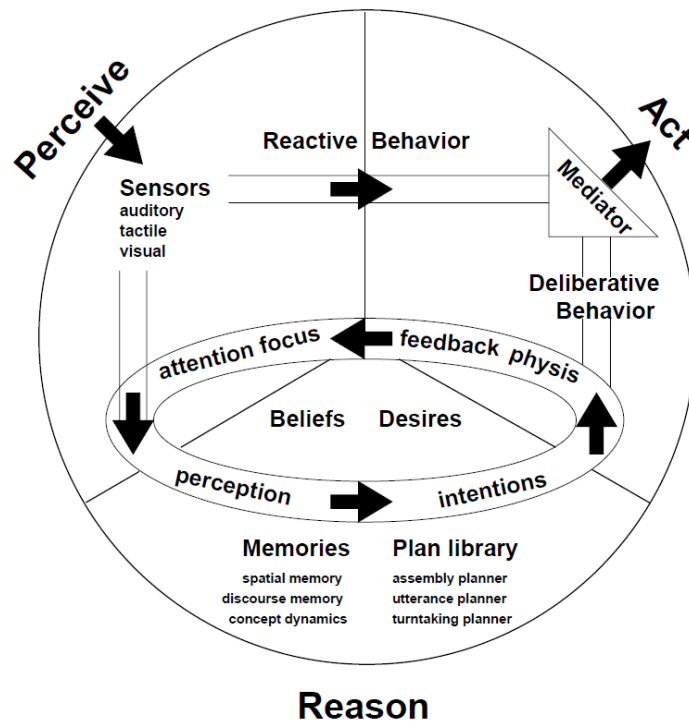 Perceive
Act
Reactive Behavior
Sensors
auditory
tactile
visual
Mediator
Deliberative
Behavior
attention focus
feedback physis
Beliefs Desires
perception
intentions
Memories
spatial memory
discourse memory
concept dynamics
Plan library
assembly planner
utterance planner
turntaking planner
Reason